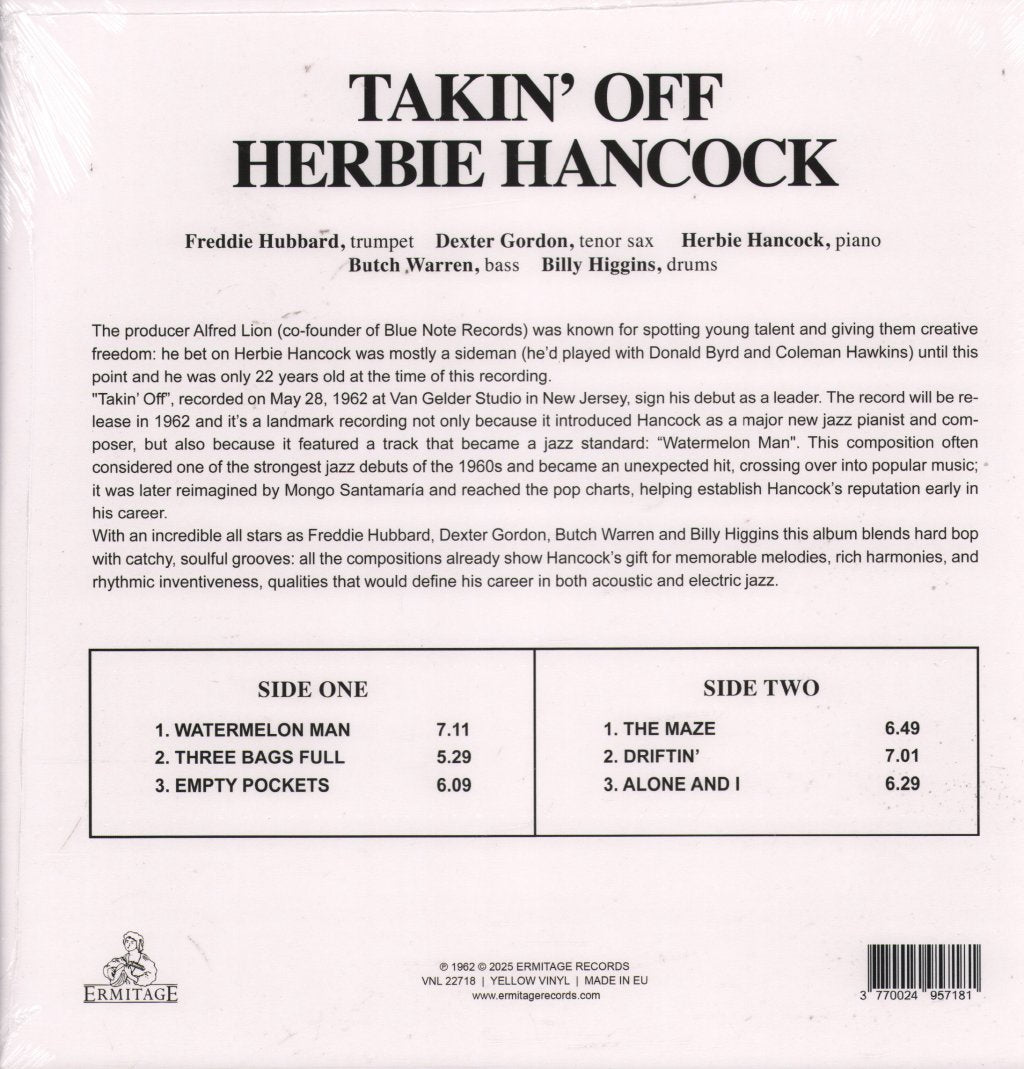 TAKIN’ OFF
HERBIE HANCOCK
Freddie Hubbard, trumpet Dexter Gordon, tenor sax Herbie Hancock, piano
Butch Warren, bass Billy Higgins, drums
The producer Alfred Lion (co-founder of Blue Note Records) was known for spotting young talent and giving them creative
freedom: he bet on Herbie Hancock was mostly a sideman (he’d played with Donald Byrd and Coleman Hawkins) until this
point and he was only 22 years old at the time of this recording.
"Takin’ Off”, recorded on May 28, 1962 at Van Gelder Studio in New Jersey, sign his debut as a leader. The record will be re-
lease in 1962 and it’s a landmark recording not only because it introduced Hancock as a major new jazz pianist and com-
poser, but also because it featured a track that became a jazz standard: “Watermelon Man". This composition often
considered one of the strongest jazz debuts of the 1960s and became an unexpected hit, crossing over into popular music;
it was later reimagined by Mongo Santamaría and reached the pop charts, helping establish Hancock’s reputation early in
his career.
With an incredible all stars as Freddie Hubbard, Dexter Gordon, Butch Warren and Billy Higgins this album blends hard bop
with catchy, soulful grooves: all the compositions already show Hancock’s gift for memorable melodies, rich harmonies, and
rhythmic inventiveness, qualities that would define his career in both acoustic and electric jazz.
SIDE ONE
1. WATERMELON MAN 7.11
2. THREE BAGS FULL 5.29
3. EMPTY POCKETS 6.09
SIDE TWO
1. THE MAZE 6.49
2. DRIFTIN’ 7.01
3. ALONE AND I 6.29
ERMITAGE
℗ 1962 © 2025 ERMITAGE RECORDS
VNL 22718 | YELLOW VINYL | MADE IN EU
www.ermitagerecords.com
3 770024 957181